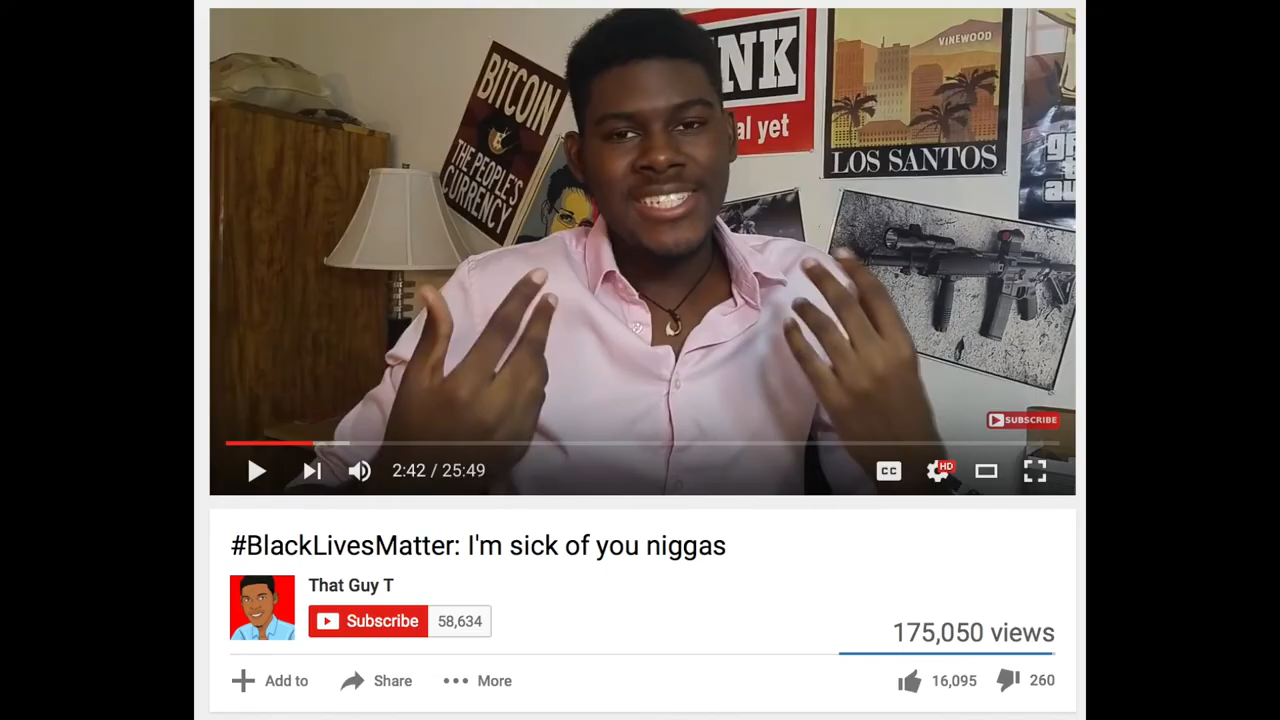 BITCOIN
THE PEOPLE'S
CURRENCY
NK
al yet
VINEWOOD
LOS SANTOS
SUBSCRIBE
2:42 / 25:49
CC
HD
#BlackLivesMatter: I'm sick of you niggas
That Guy T
Subscribe 58,634
175,050 views
Add to Share More
16,095 260